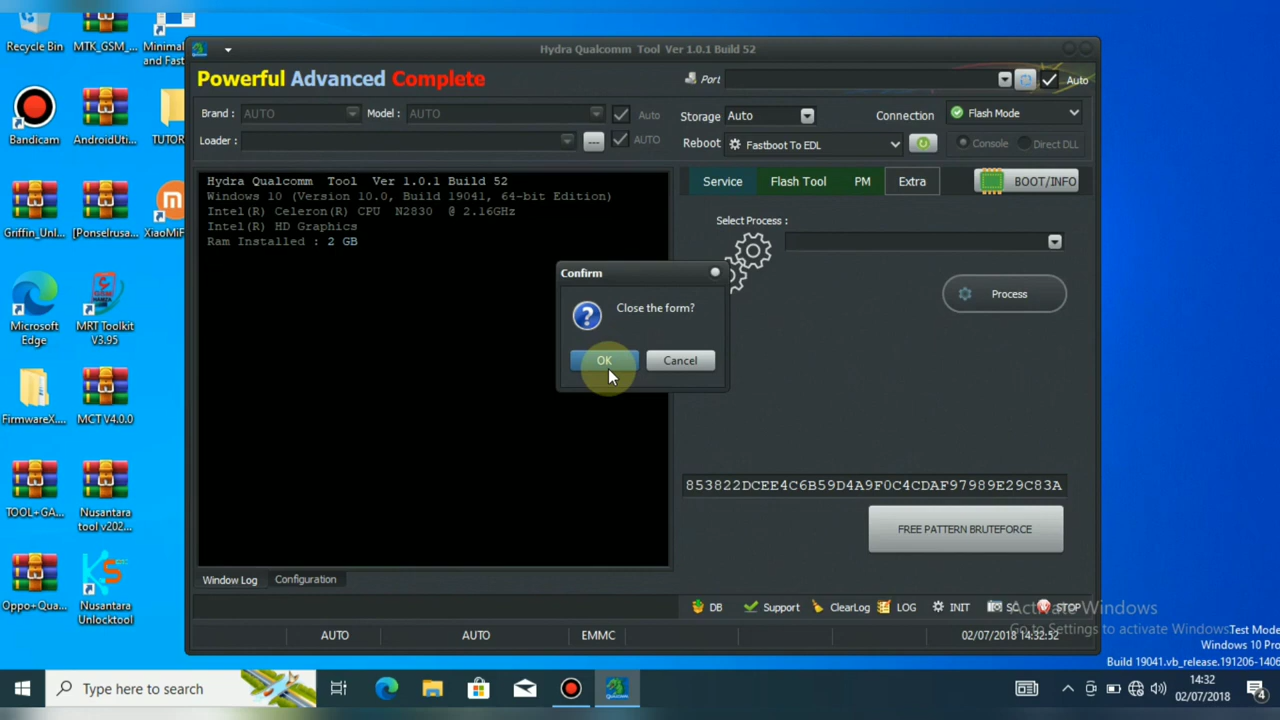 Recycle Bin
MTK_GSM_...
Minimal
and Fast
Bandicam
AndroidUti...
TUTOR
Griffin_Unl...
[Ponselrusa...
XiaoMiF
Microsoft
Edge
MRT Toolkit
V3.95
FirmwareX....
MCT V4.0.0
TOOL+GA...
Nusantara
tool v202...
Oppo+Qua...
Nusantara
Unlocktool
Hydra Qualcomm Tool Ver 1.0.1 Build 52
Powerful Advanced Complete
Port
Auto
Brand : AUTO
Model : AUTO
Auto
Storage Auto
Connection Flash Mode
Loader :
AUTO
Reboot Fastboot To EDL
Console Direct DLL
Hydra Qualcomm Tool Ver 1.0.1 Build 52
Windows 10 (Version 10.0, Build 19041, 64-bit Edition)
Intel(R) Celeron(R) CPU N2830 @ 2.16GHz
Intel(R) HD Graphics
Ram Installed : 2 GB
Service Flash Tool PM Extra BOOT/INFO
Select Process :
Process
Confirm
Close the form?
OK Cancel
853822DCEE4C6B59D4A9F0C4CDAF97989E29C83A
FREE PATTERN BRUTEFORCE
Window Log Configuration
DB Support ClearLog LOG INIT SC STOP
AUTO AUTO EMMC 02/07/2018 14:32:52
Activate Windows
Go to Settings to activate Windows.
Test Mode
Windows 10 Pro
Build 19041.vb_release.191206-1406
Type here to search
14:32
02/07/2018
4